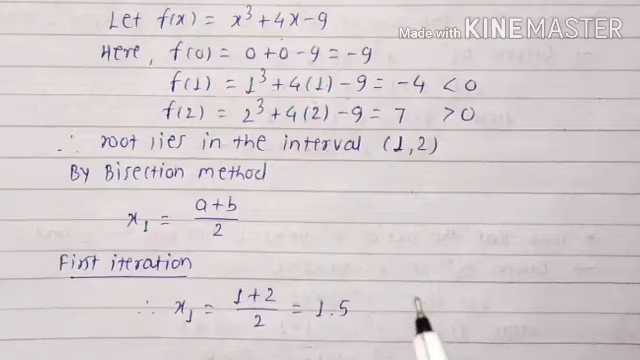 Let f(x) = x³ + 4x - 9
Made with KINEMASTER
Here, f(0) = 0 + 0 - 9 = -9
f(1) = 1³ + 4(1) - 9 = -4 < 0
f(2) = 2³ + 4(2) - 9 = 7 > 0
∴ root lies in the interval (1,2)
By Bisection method
x₁ = (a+b)/2
First iteration
∴ x₁ = (1+2)/2 = 1.5